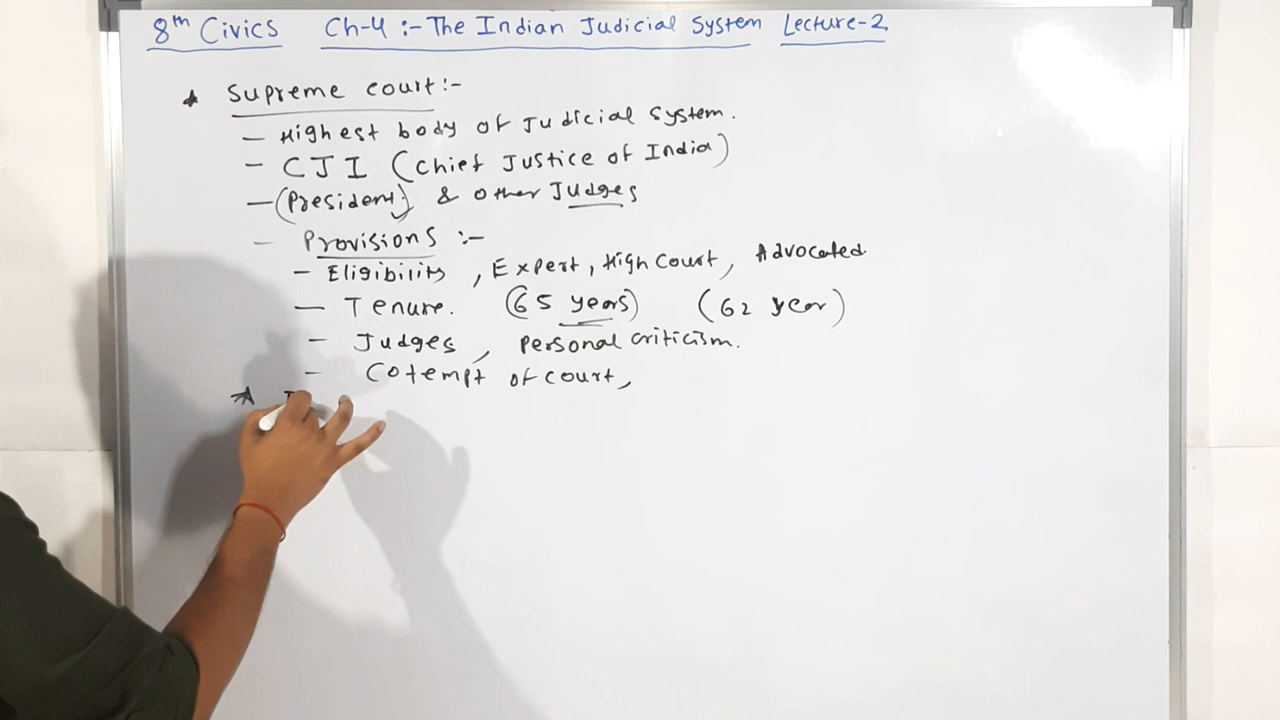 8th Civics Ch-4 :- The Indian Judicial System Lecture-2
★ Supreme court :-
- Highest body of Judicial System.
- CJI (Chief Justice of India)
- (President) & other Judges
- Provisions :-
- Eligibility , Expert, High Court, Advocated
- Tenure. (65 years) (62 year)
- Judges , Personal criticism.
- Cotempt of court,
★